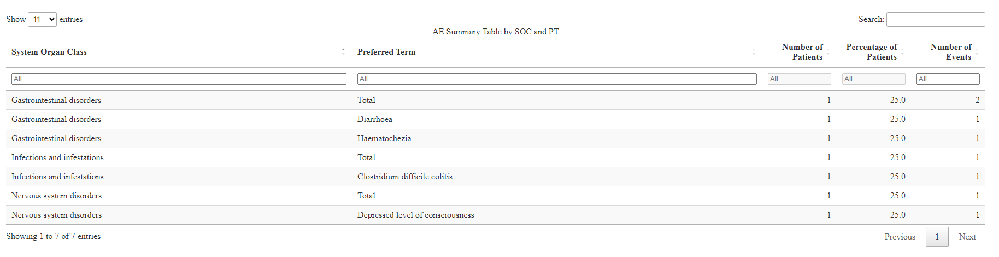 Show 11 entries Search:
AE Summary Table by SOC and PT
System Organ Class Preferred Term Number of Patients Percentage of Patients Number of Events
All All All All All
Gastrointestinal disorders Total 1 25.0 2
Gastrointestinal disorders Diarrhoea 1 25.0 1
Gastrointestinal disorders Haematochezia 1 25.0 1
Infections and infestations Total 1 25.0 1
Infections and infestations Clostridium difficile colitis 1 25.0 1
Nervous system disorders Total 1 25.0 1
Nervous system disorders Depressed level of consciousness 1 25.0 1
Showing 1 to 7 of 7 entries Previous 1 Next